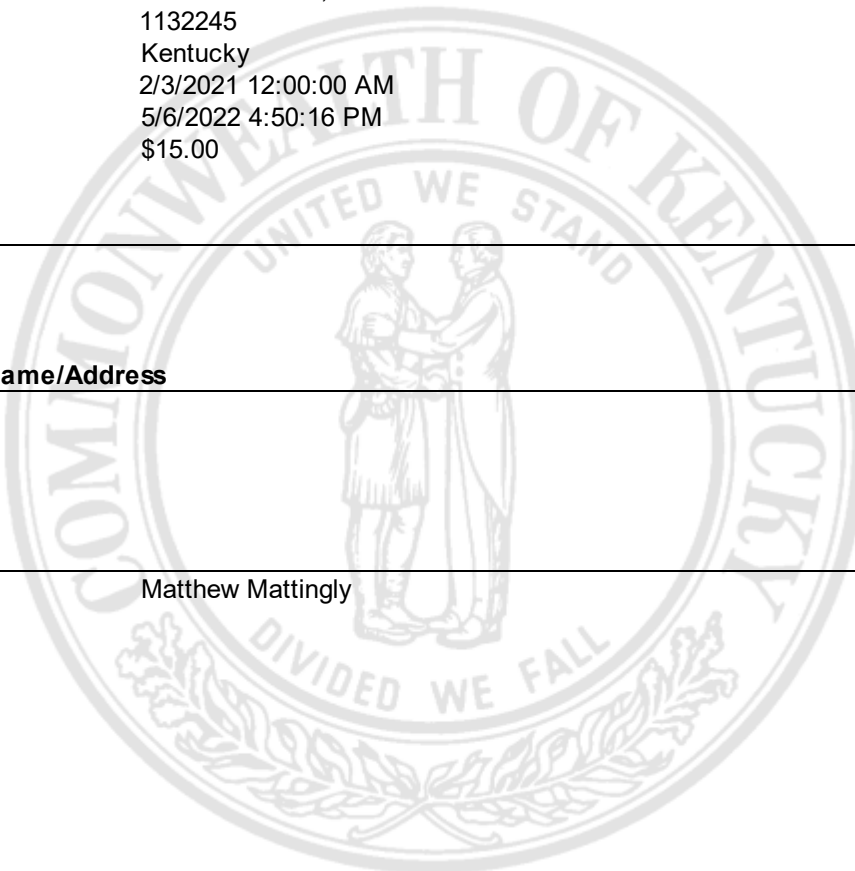 1132245
Kentucky
2/3/2021 12:00:00 AM
5/6/2022 4:50:16 PM
$15.00
COMMONWEALTH OF KENTUCKY
UNITED WE STAND
ame/Address
Matthew Mattingly
DIVIDED WE FALL